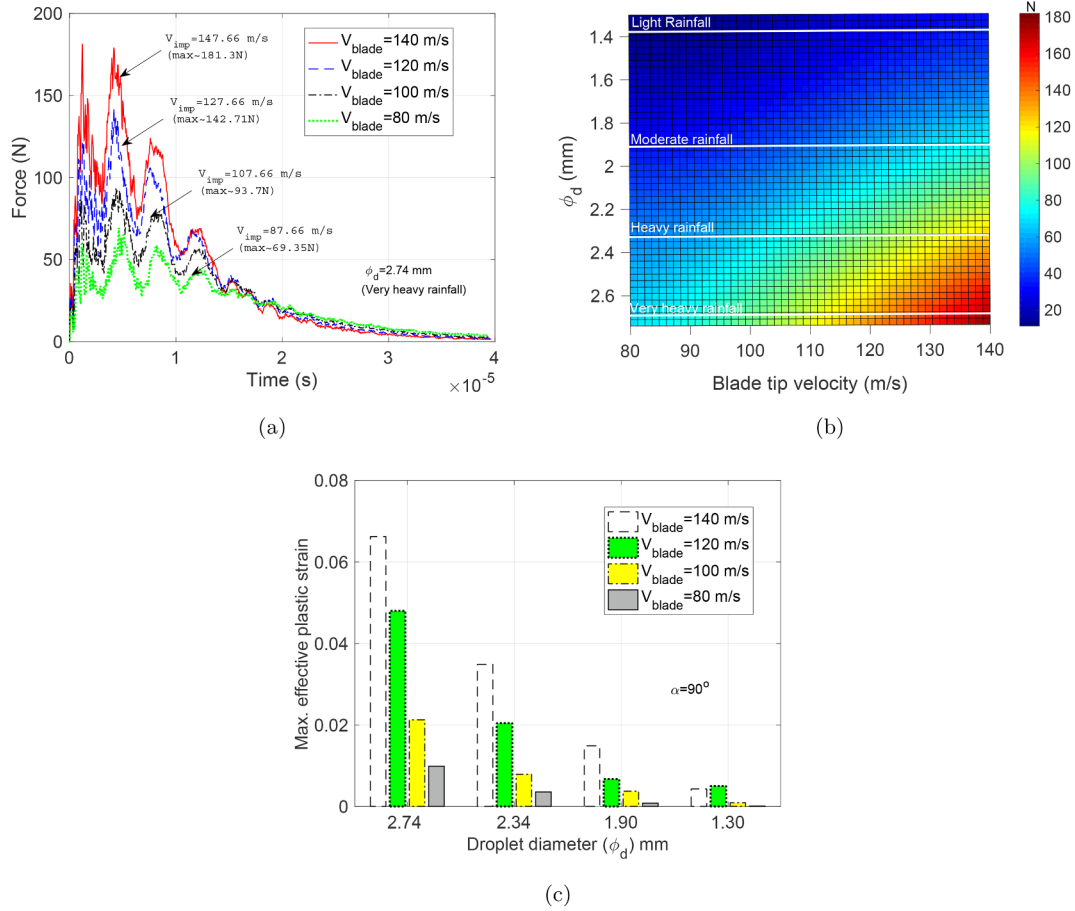 V_imp=147.66 m/s
(max~181.3N)
V_imp=127.66 m/s
(max~142.71N)
V_imp=107.66 m/s
(max~93.7N)
V_imp=87.66 m/s
(max~69.35N)
V_blade=140 m/s
V_blade=120 m/s
V_blade=100 m/s
V_blade=80 m/s
ϕ_d=2.74 mm
(Very heavy rainfall)
200
150
100
50
0
Force (N)
0 1 2 3 4
×10^-5
Time (s)
(a)
Light Rainfall
Moderate rainfall
Heavy rainfall
Very heavy rainfall
1.4
1.6
1.8
2
2.2
2.4
2.6
ϕ_d (mm)
80 90 100 110 120 130 140
Blade tip velocity (m/s)
N
180
160
140
120
100
80
60
40
20
(b)
0.08
0.06
0.04
0.02
0
Max. effective plastic strain
V_blade=140 m/s
V_blade=120 m/s
V_blade=100 m/s
V_blade=80 m/s
α=90°
2.74 2.34 1.90 1.30
Droplet diameter (ϕ_d) mm
(c)